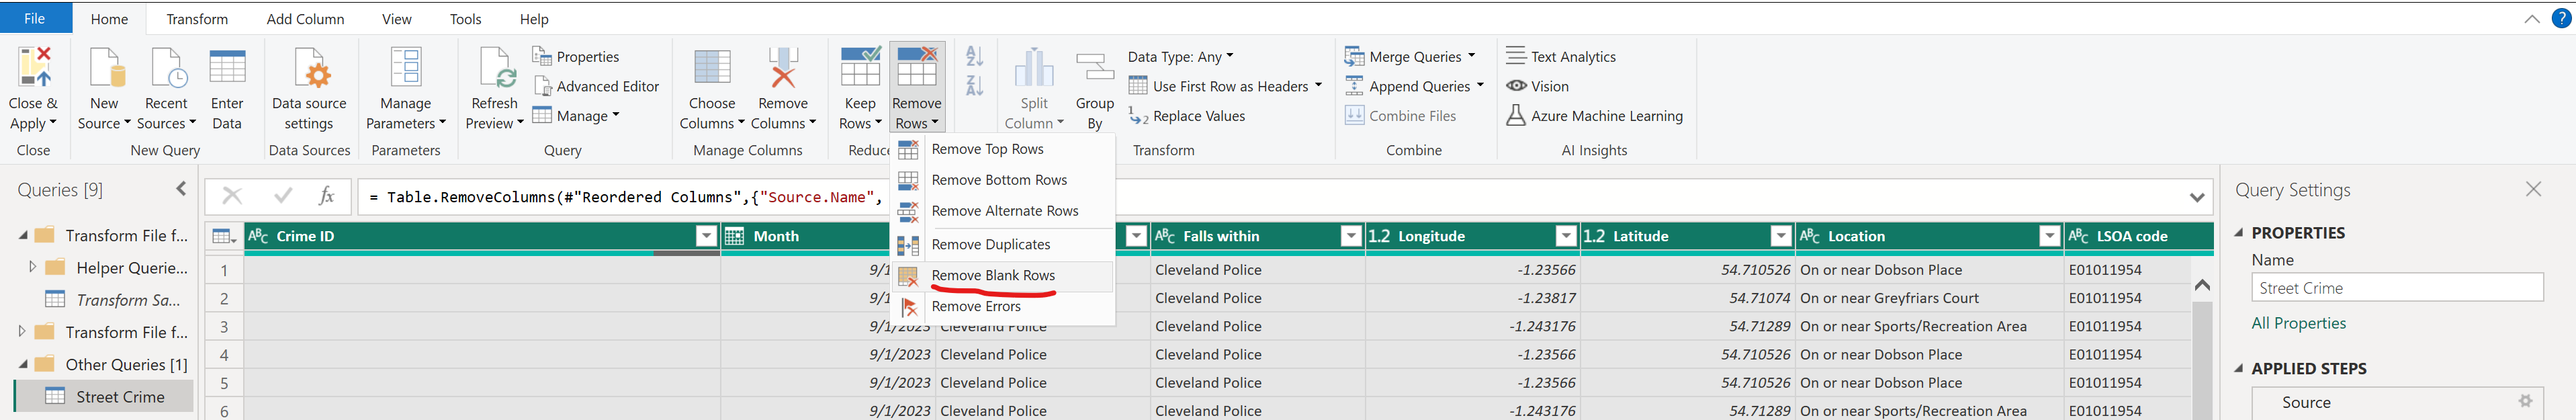 File Home Transform Add Column View Tools Help
Close & Apply
New Source
Recent Sources
Enter Data
Data source settings
Manage Parameters
Refresh Preview
Properties
Advanced Editor
Manage
Choose Columns
Remove Columns
Keep Rows
Remove Rows
Split Column
Group By
Data Type: Any
Use First Row as Headers
Replace Values
Merge Queries
Append Queries
Combine Files
Text Analytics
Vision
Azure Machine Learning
Close
New Query
Data Sources
Parameters
Query
Manage Columns
Reduc
Transform
Combine
AI Insights
Remove Top Rows
Remove Bottom Rows
Remove Alternate Rows
Remove Duplicates
Remove Blank Rows
Remove Errors
Queries [9]
Transform File f...
Helper Querie...
Transform Sa...
Transform File f...
Other Queries [1]
Street Crime
fx = Table.RemoveColumns(#"Reordered Columns",{"Source.Name",
ABC Crime ID Month ABC Falls within 1.2 Longitude 1.2 Latitude ABC Location ABC LSOA code
1 9/1 Cleveland Police -1.23566 54.710526 On or near Dobson Place E01011954
2 9/1 Cleveland Police -1.23817 54.71074 On or near Greyfriars Court E01011954
3 9/1/2023 Cleveland Police Cleveland Police -1.243176 54.71289 On or near Sports/Recreation Area E01011954
4 9/1/2023 Cleveland Police Cleveland Police -1.23566 54.710526 On or near Dobson Place E01011954
5 9/1/2023 Cleveland Police Cleveland Police -1.23566 54.710526 On or near Dobson Place E01011954
6 9/1/2023 Cleveland Police Cleveland Police -1.243176 54.71289 On or near Sports/Recreation Area E01011954
Query Settings
PROPERTIES
Name
Street Crime
All Properties
APPLIED STEPS
Source